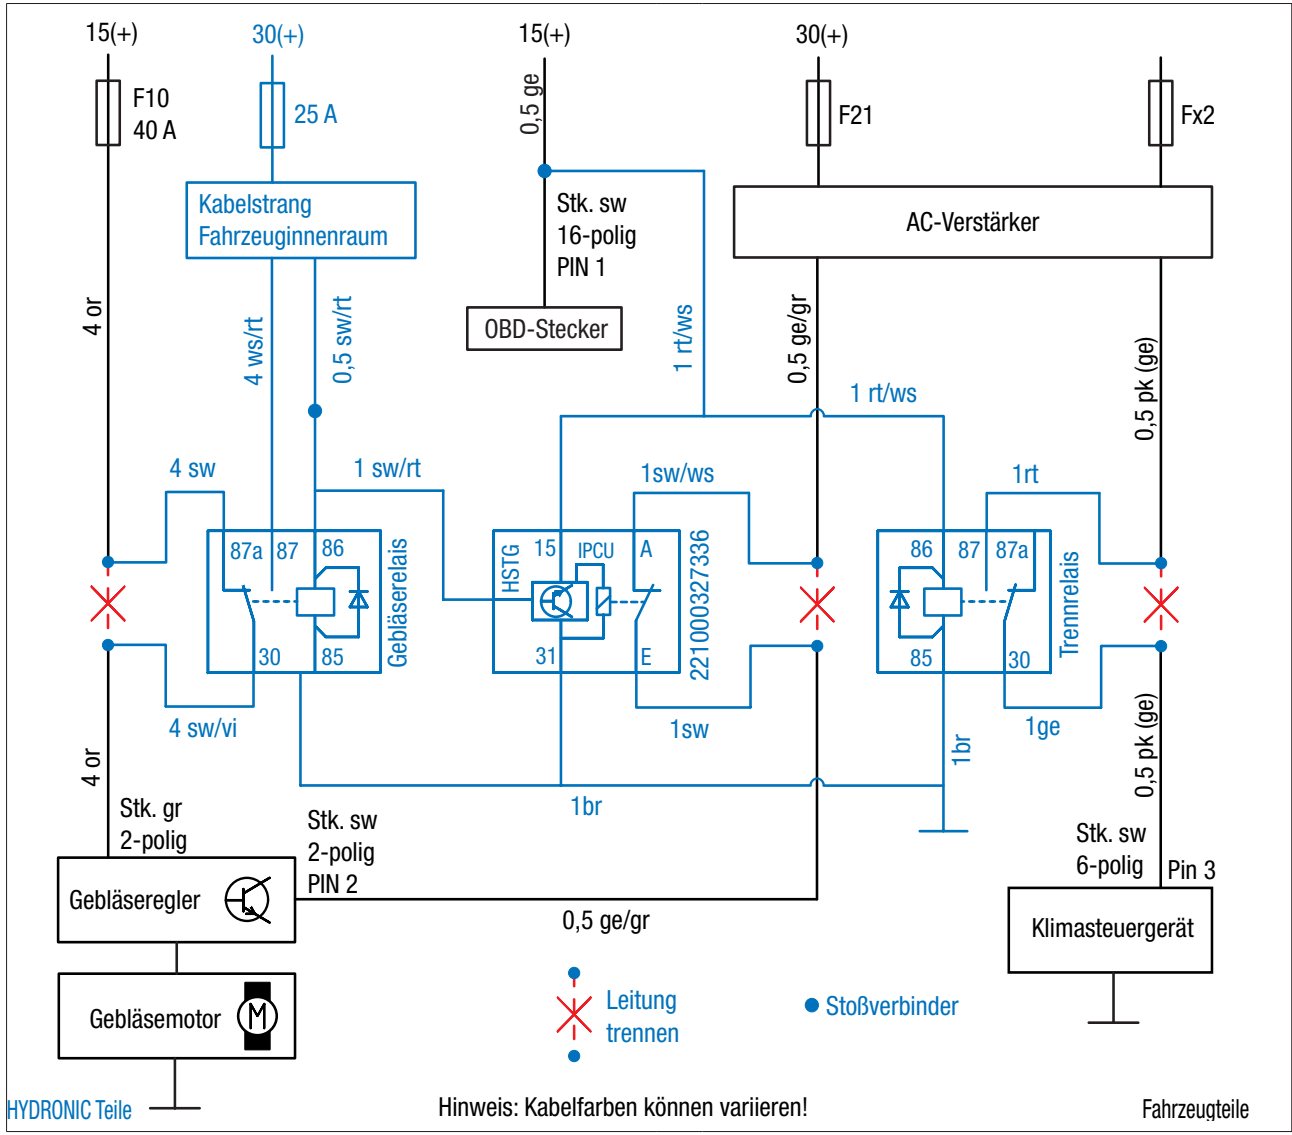 15(+)
30(+)
15(+)
30(+)
F10
40 A
25 A
0,5 ge
F21
Fx2
Kabelstrang
Fahrzeuginnenraum
Stk. sw
16-polig
PIN 1
AC-Verstärker
OBD-Stecker
4 or
4 ws/rt
0,5 sw/rt
1 rt/ws
0,5 ge/gr
0,5 pk (ge)
1 rt/ws
4 sw
1 sw/rt
1sw/ws
1rt
87a
87
86
Gebläserelais
30
85
HSTG
15
IPCU
A
31
E
221000327336
86
87
87a
Trennrelais
85
30
4 sw/vi
1sw
1ge
1br
4 or
0,5 pk (ge)
1br
Stk. gr
2-polig
Stk. sw
2-polig
PIN 2
Stk. sw
6-polig
Pin 3
Gebläseregler
0,5 ge/gr
Klimasteuergerät
Gebläsemotor
M
Leitung
trennen
Stoßverbinder
HYDRONIC Teile
Hinweis: Kabelfarben können variieren!
Fahrzeugteile